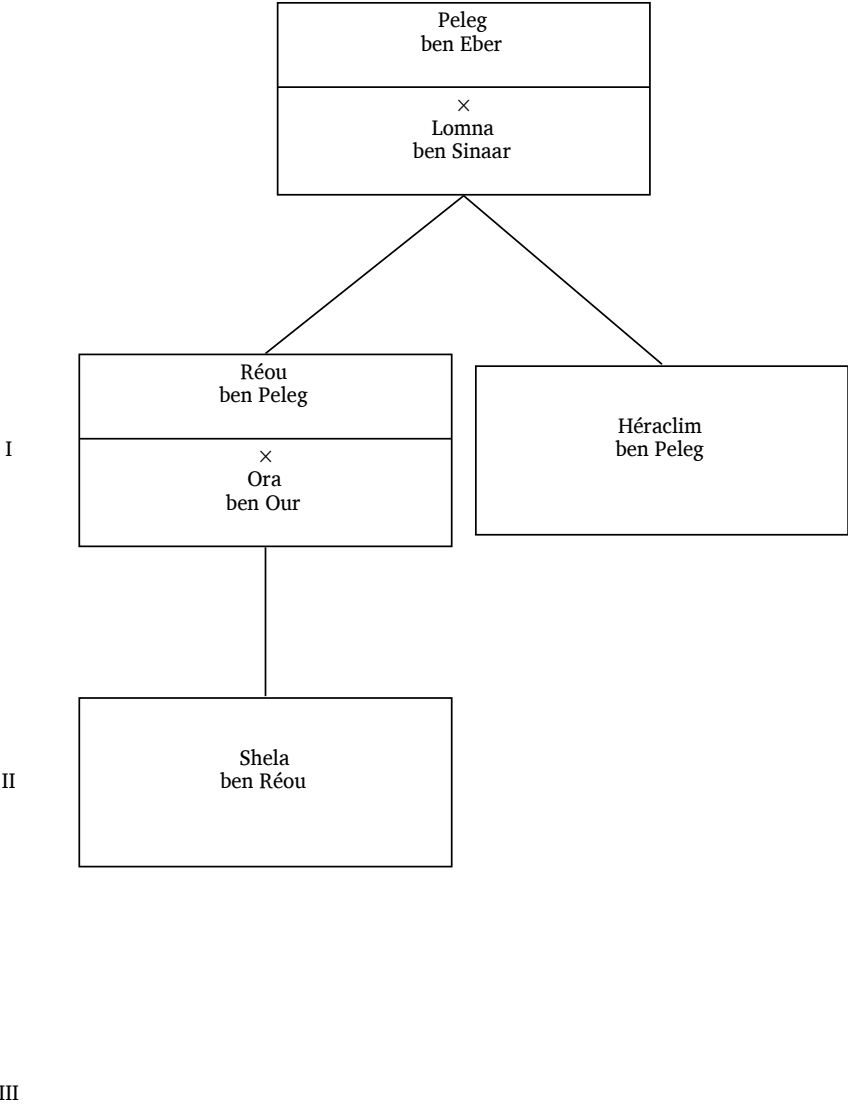 Peleg
ben Eber
×
Lomna
ben Sinaar
Réou
ben Peleg
×
Ora
ben Our
Héraclim
ben Peleg
I
Shela
ben Réou
II
III